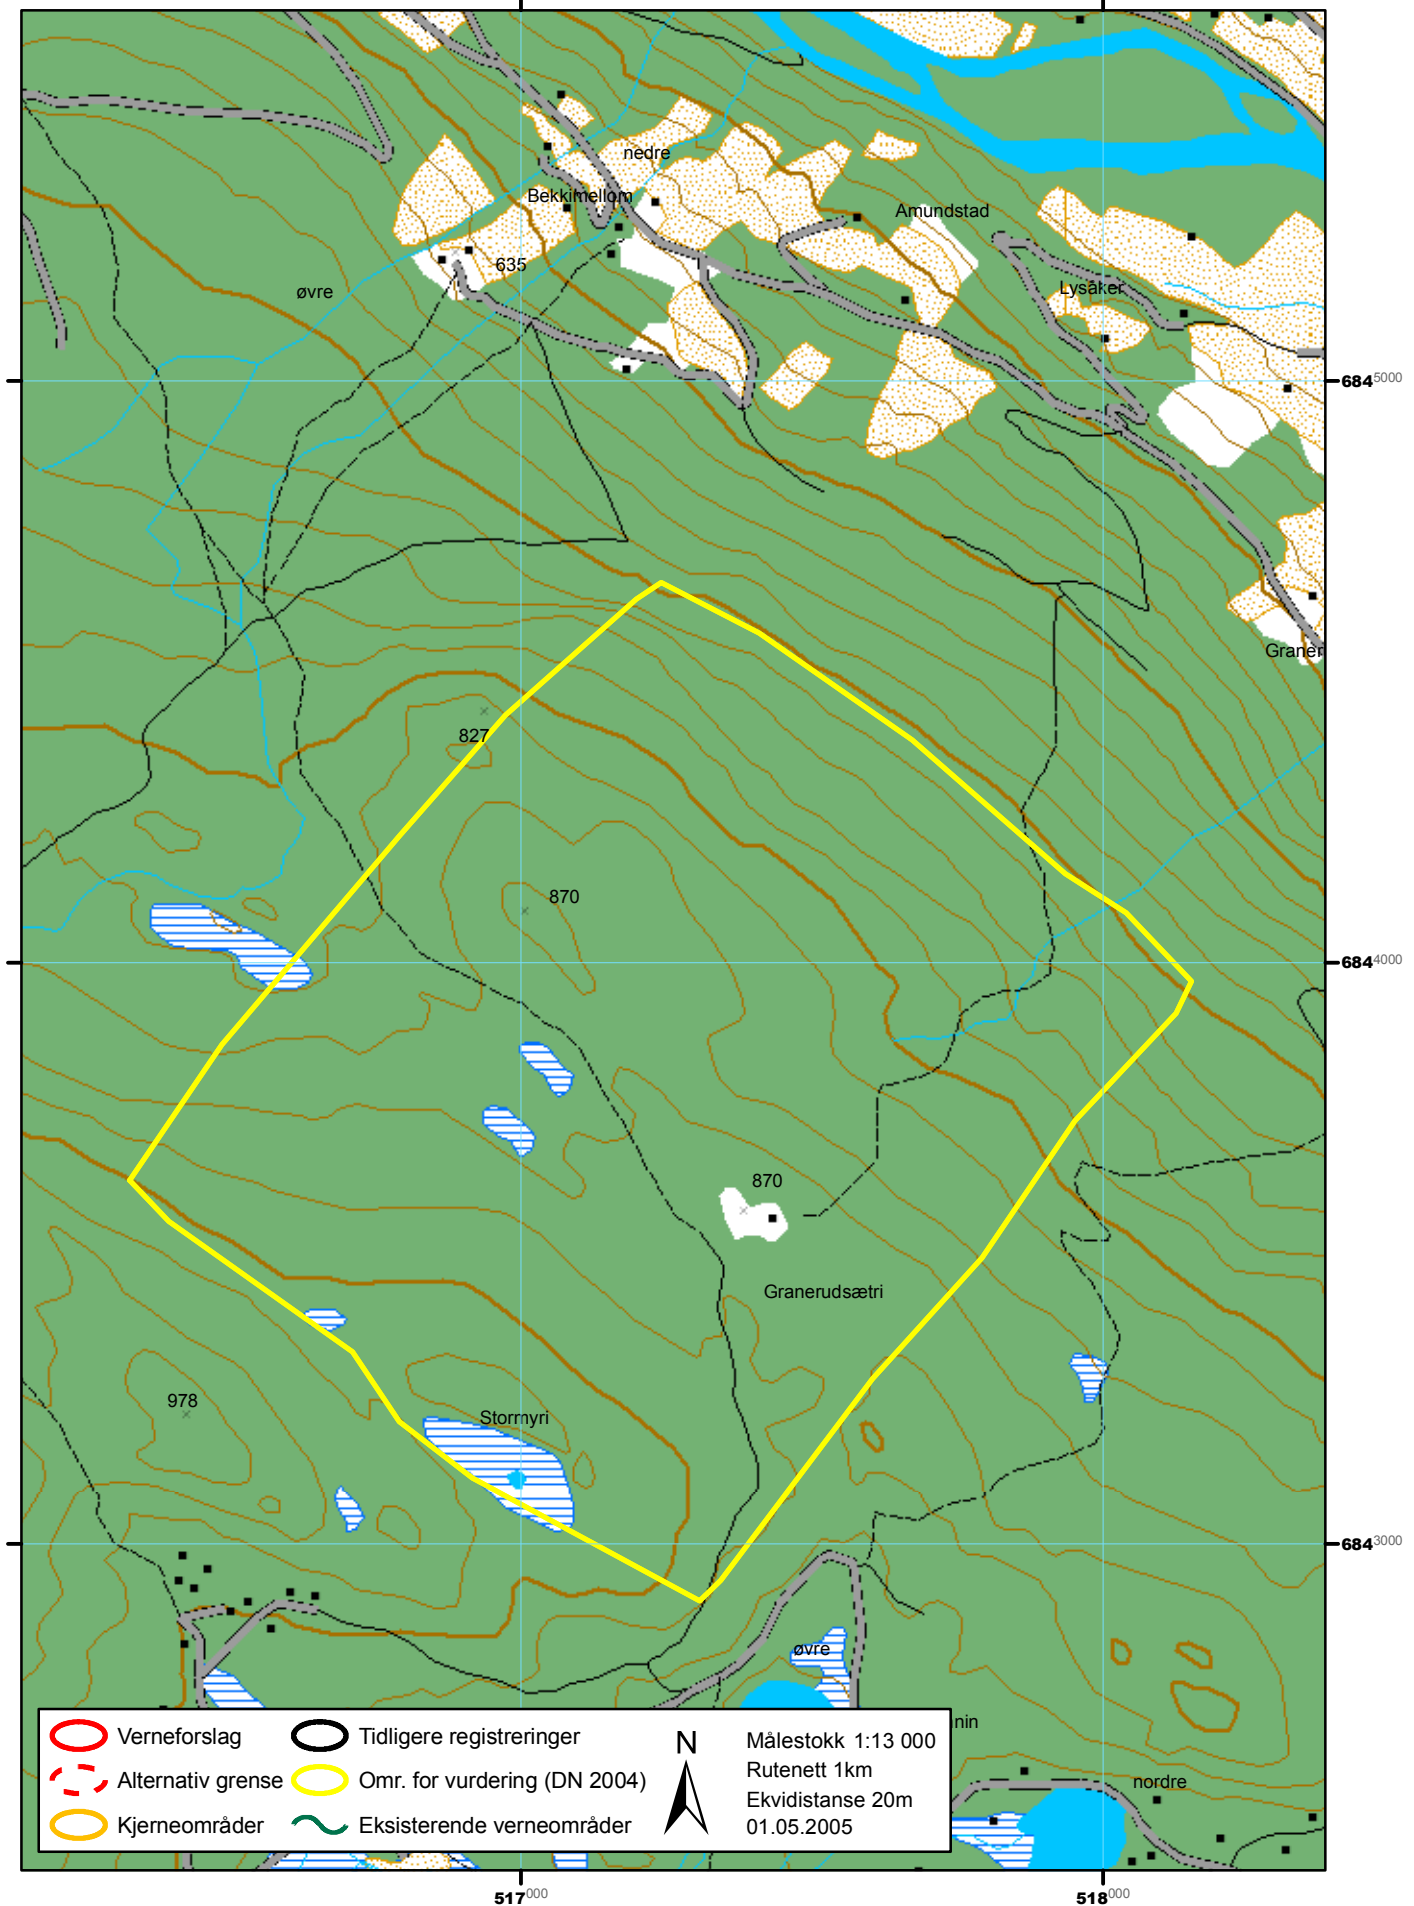 nedre
Bekkimellom
Amundstad
635
øvre
Lysåker
6845000
Graner
827
870
6844000
870
Granerudsætri
978
Stormyri
6843000
øvre
nin
nordre
Verneforslag
Alternativ grense
Kjerneområder
Tidligere registreringer
Omr. for vurdering (DN 2004)
Eksisterende verneområder
N
Målestokk 1:13 000
Rutenett 1km
Ekvidistanse 20m
01.05.2005
517000
518000